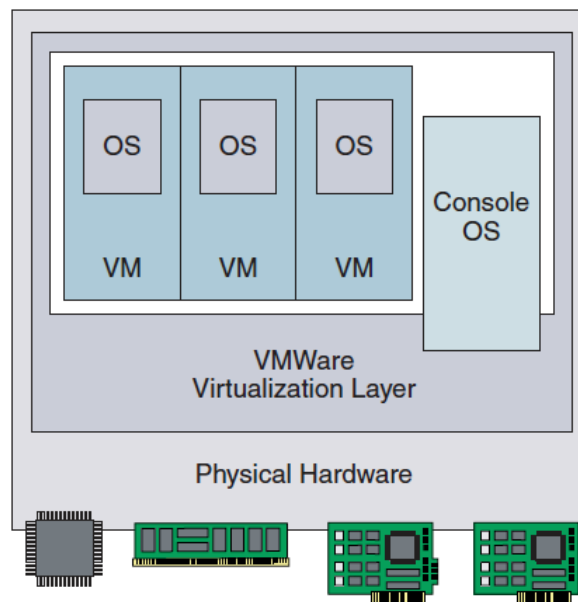 OS
OS
OS
Console
OS
VM
VM
VM
VMWare
Virtualization Layer
Physical Hardware